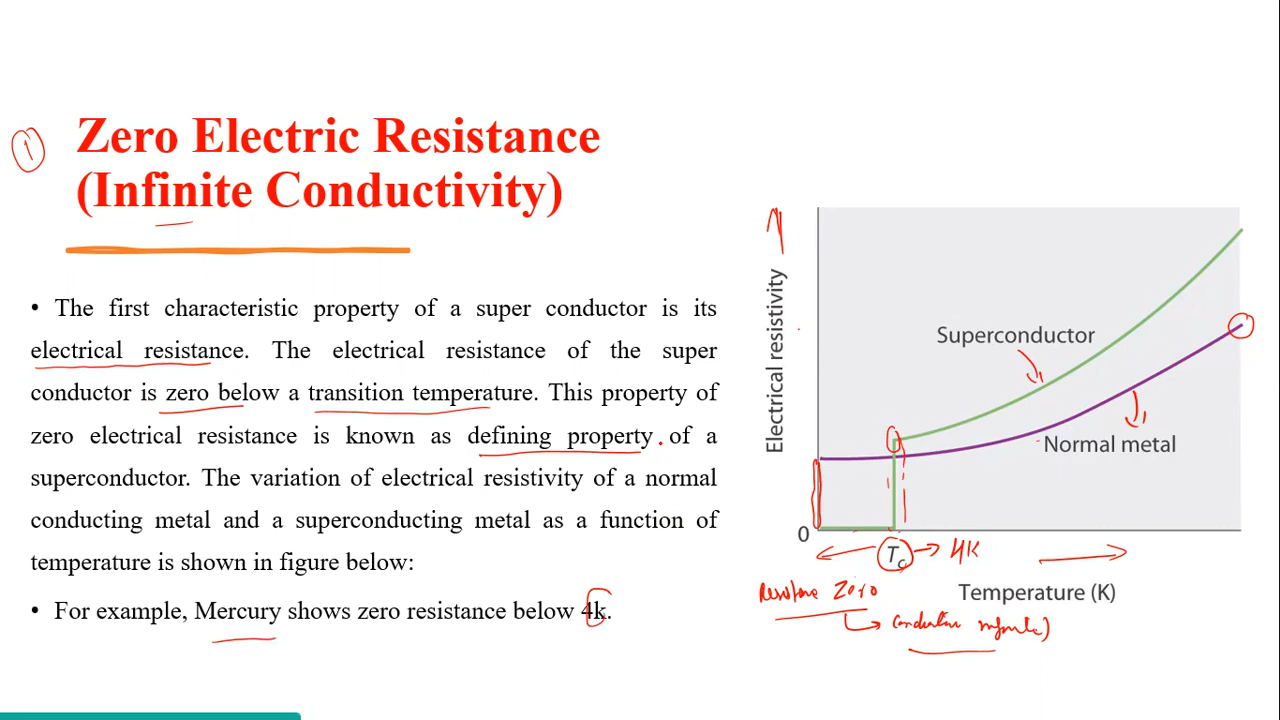 ①
Zero Electric Resistance
(Infinite Conductivity)
• The first characteristic property of a super conductor is its
electrical resistance. The electrical resistance of the super
conductor is zero below a transition temperature. This property of
zero electrical resistance is known as defining property of a
superconductor. The variation of electrical resistivity of a normal
conducting metal and a superconducting metal as a function of
temperature is shown in figure below:
• For example, Mercury shows zero resistance below 4k.
Electrical resistivity
Superconductor
Normal metal
0
Tc → 4K
Temperature (K)
Zero